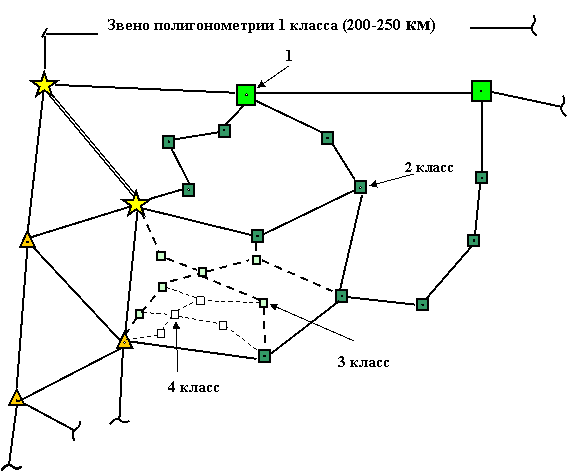 Звено полигонометрии 1 класса (200-250 км)
1
2 класс
3 класс
4 класс